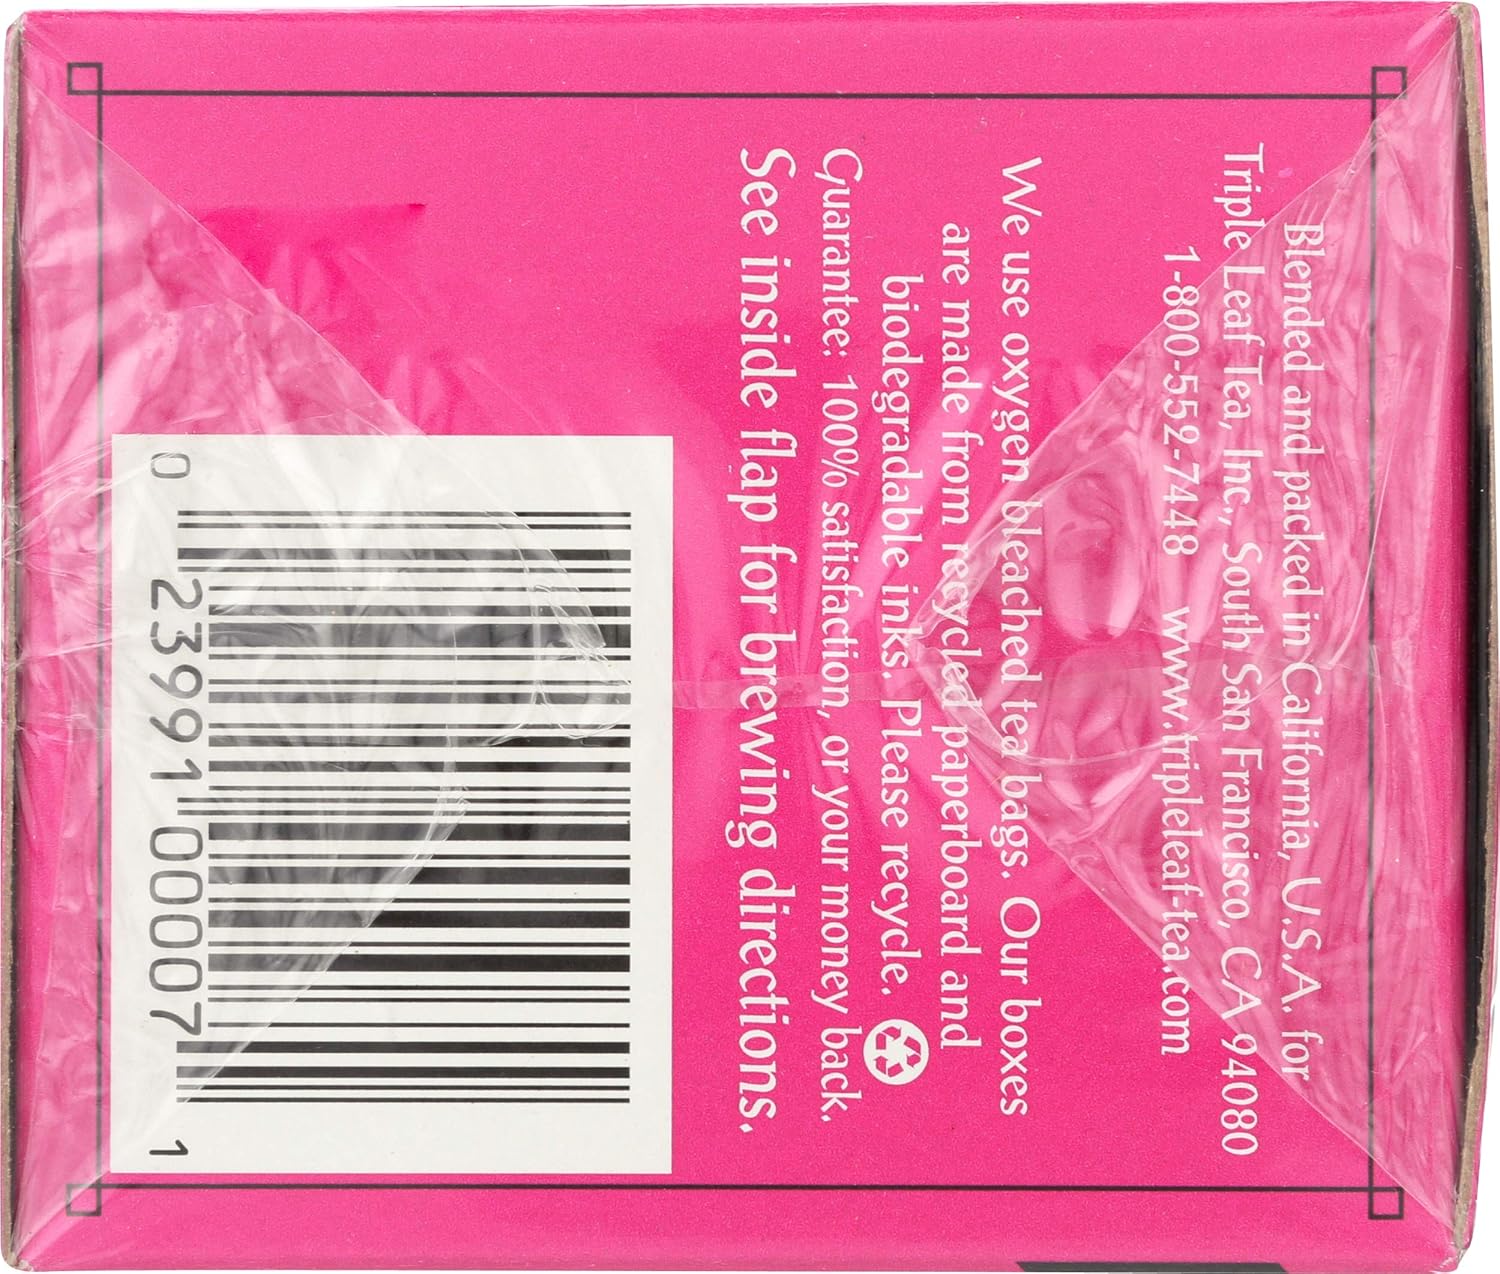 Blended and packed in California, U.S.A. for
Triple Leaf Tea, Inc., South San Francisco, CA 94080
1-800-552-7448 www.tripleleaf-tea.com
We use oxygen bleached tea bags. Our boxes
are made from recycled paperboard and
biodegradable inks. Please recycle.
Guarantee: 100% satisfaction, or your money back.
See inside flap for brewing directions.
0 23991 00007 1